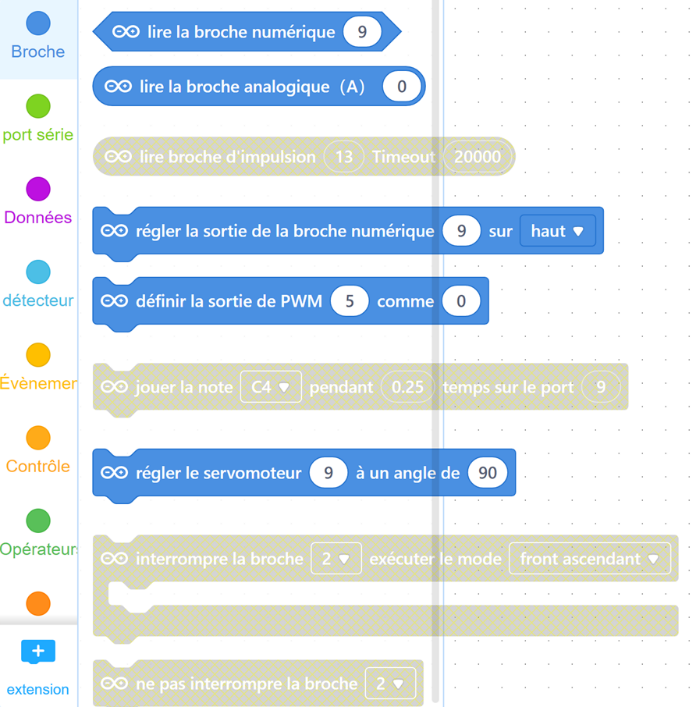 Broche
port série
Données
détecteur
Évènemen
Contrôle
Opérateur
extension
lire la broche numérique 9
lire la broche analogique (A) 0
lire broche d'impulsion 13 Timeout 20000
régler la sortie de la broche numérique 9 sur haut
définir la sortie de PWM 5 comme 0
jouer la note C4 pendant 0.25 temps sur le port 9
régler le servomoteur 9 à un angle de 90
interrompre la broche 2 exécuter le mode front ascendant
ne pas interrompre la broche 2